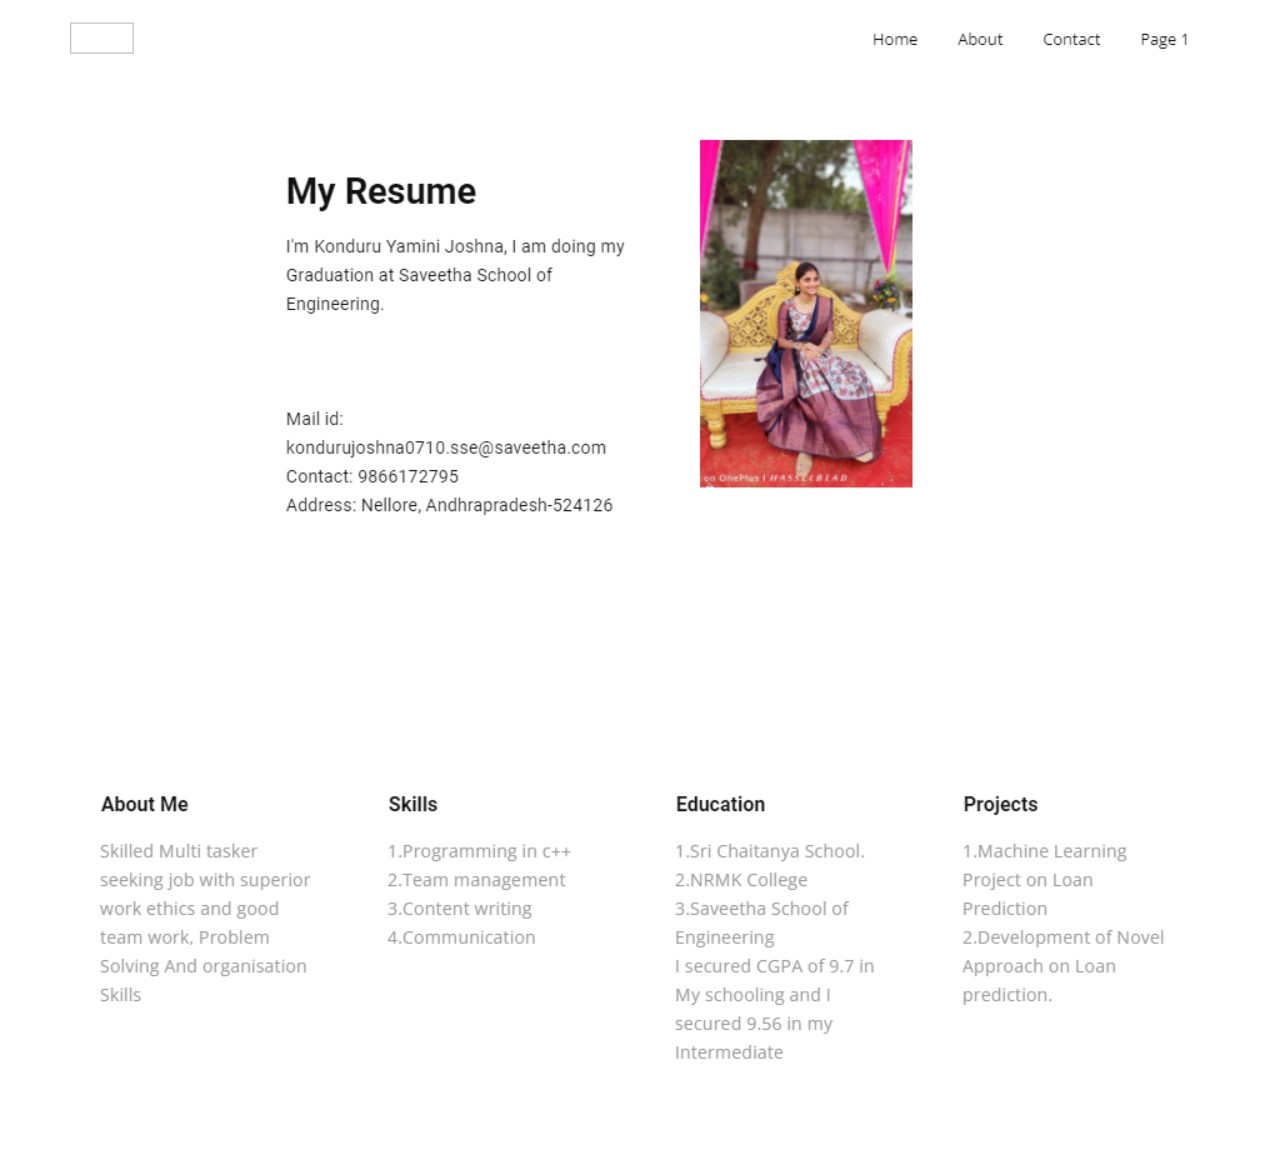 Home About Contact Page 1
My Resume
I'm Konduru Yamini Joshna, I am doing my
Graduation at Saveetha School of
Engineering.
Mail id:
kondurujoshna0710.sse@saveetha.com
Contact: 9866172795
Address: Nellore, Andhrapradesh-524126
on OnePlus | HASSELBLAD
About Me
Skilled Multi tasker
seeking job with superior
work ethics and good
team work, Problem
Solving And organisation
Skills
Skills
1.Programming in c++
2.Team management
3.Content writing
4.Communication
Education
1.Sri Chaitanya School.
2.NRMK College
3.Saveetha School of
Engineering
I secured CGPA of 9.7 in
My schooling and I
secured 9.56 in my
Intermediate
Projects
1.Machine Learning
Project on Loan
Prediction
2.Development of Novel
Approach on Loan
prediction.